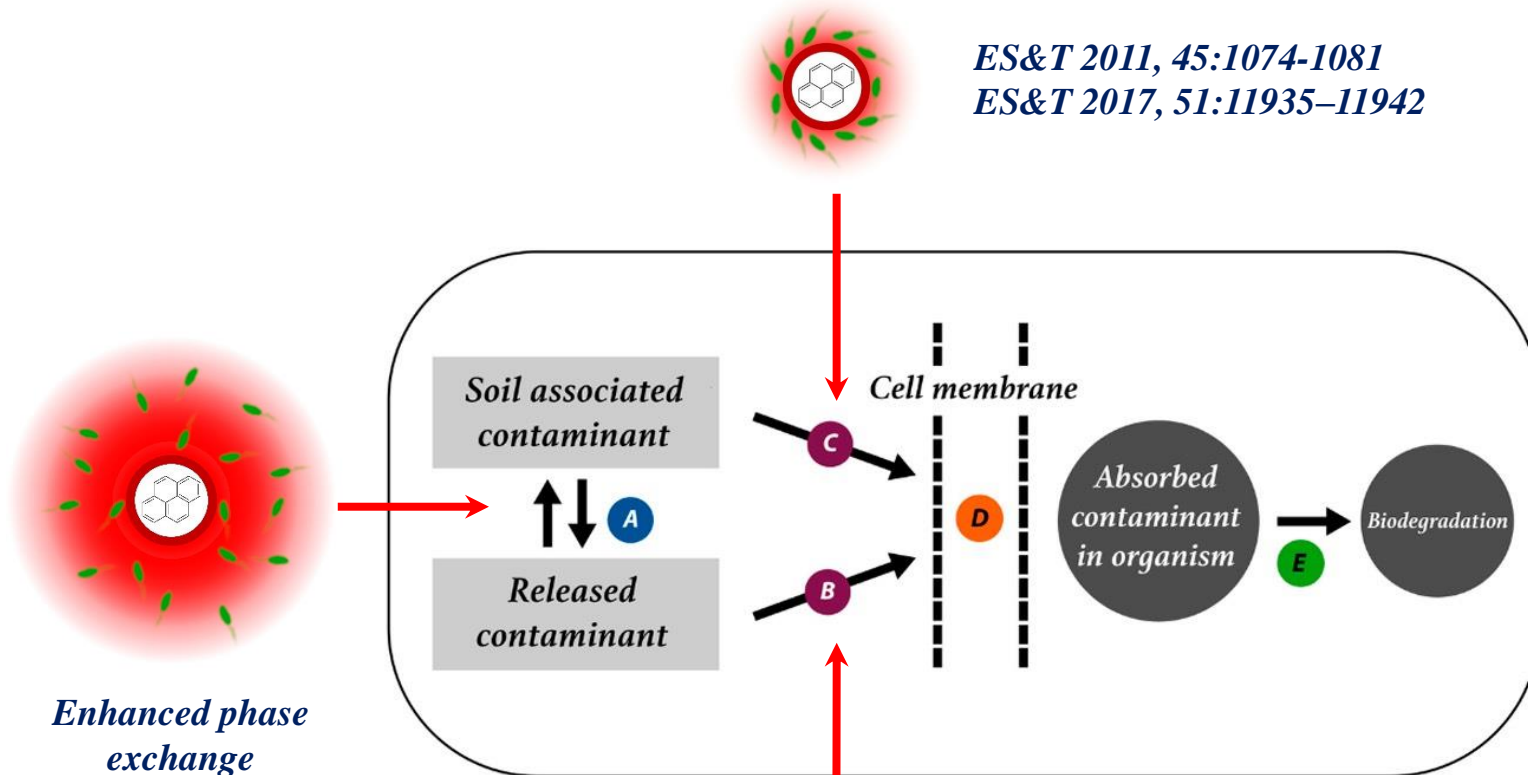 ES&T 2011, 45:1074-1081
ES&T 2017, 51:11935–11942
Soil associated
contaminant
A
Released
contaminant
C
B
Cell membrane
D
Absorbed
contaminant
in organism
E
Biodegradation
Enhanced phase
exchange